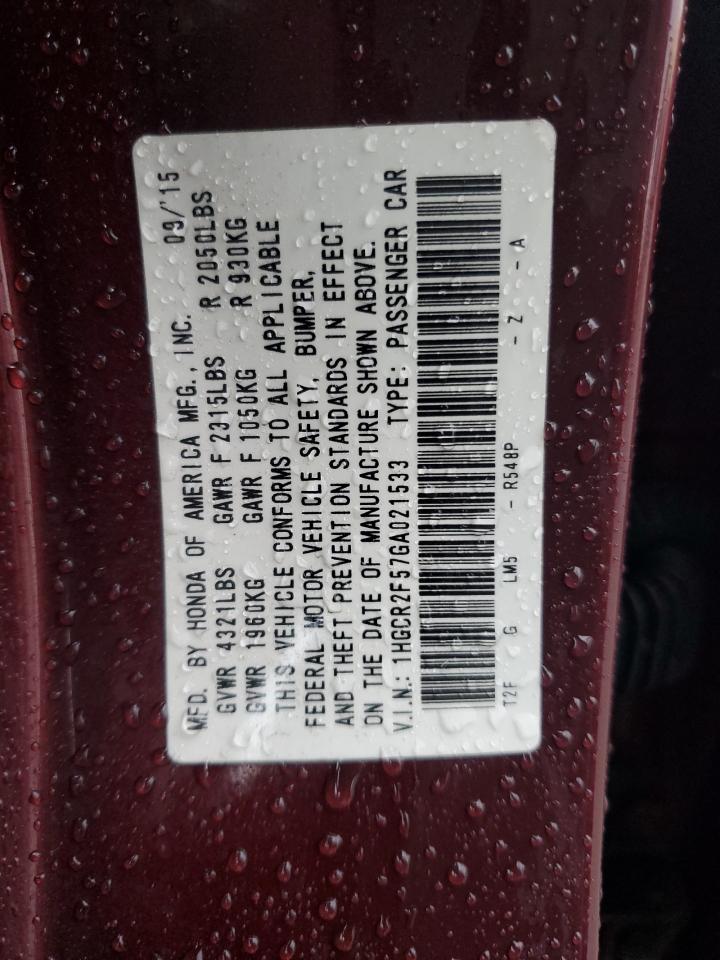 MFD. BY HONDA OF AMERICA MFG., INC. 09/'15
GVWR 4321LBS GAWR F 2315LBS R 2050LBS
GVWR 1960KG GAWR F 1050KG R 930KG
THIS VEHICLE CONFORMS TO ALL APPLICABLE
FEDERAL MOTOR VEHICLE SAFETY, BUMPER,
AND THEFT PREVENTION STANDARDS IN EFFECT
ON THE DATE OF MANUFACTURE SHOWN ABOVE.
V.I.N.: 1HGCR2F57GA021533 TYPE: PASSENGER CAR
T2F G LM5 - R548P - Z - -A